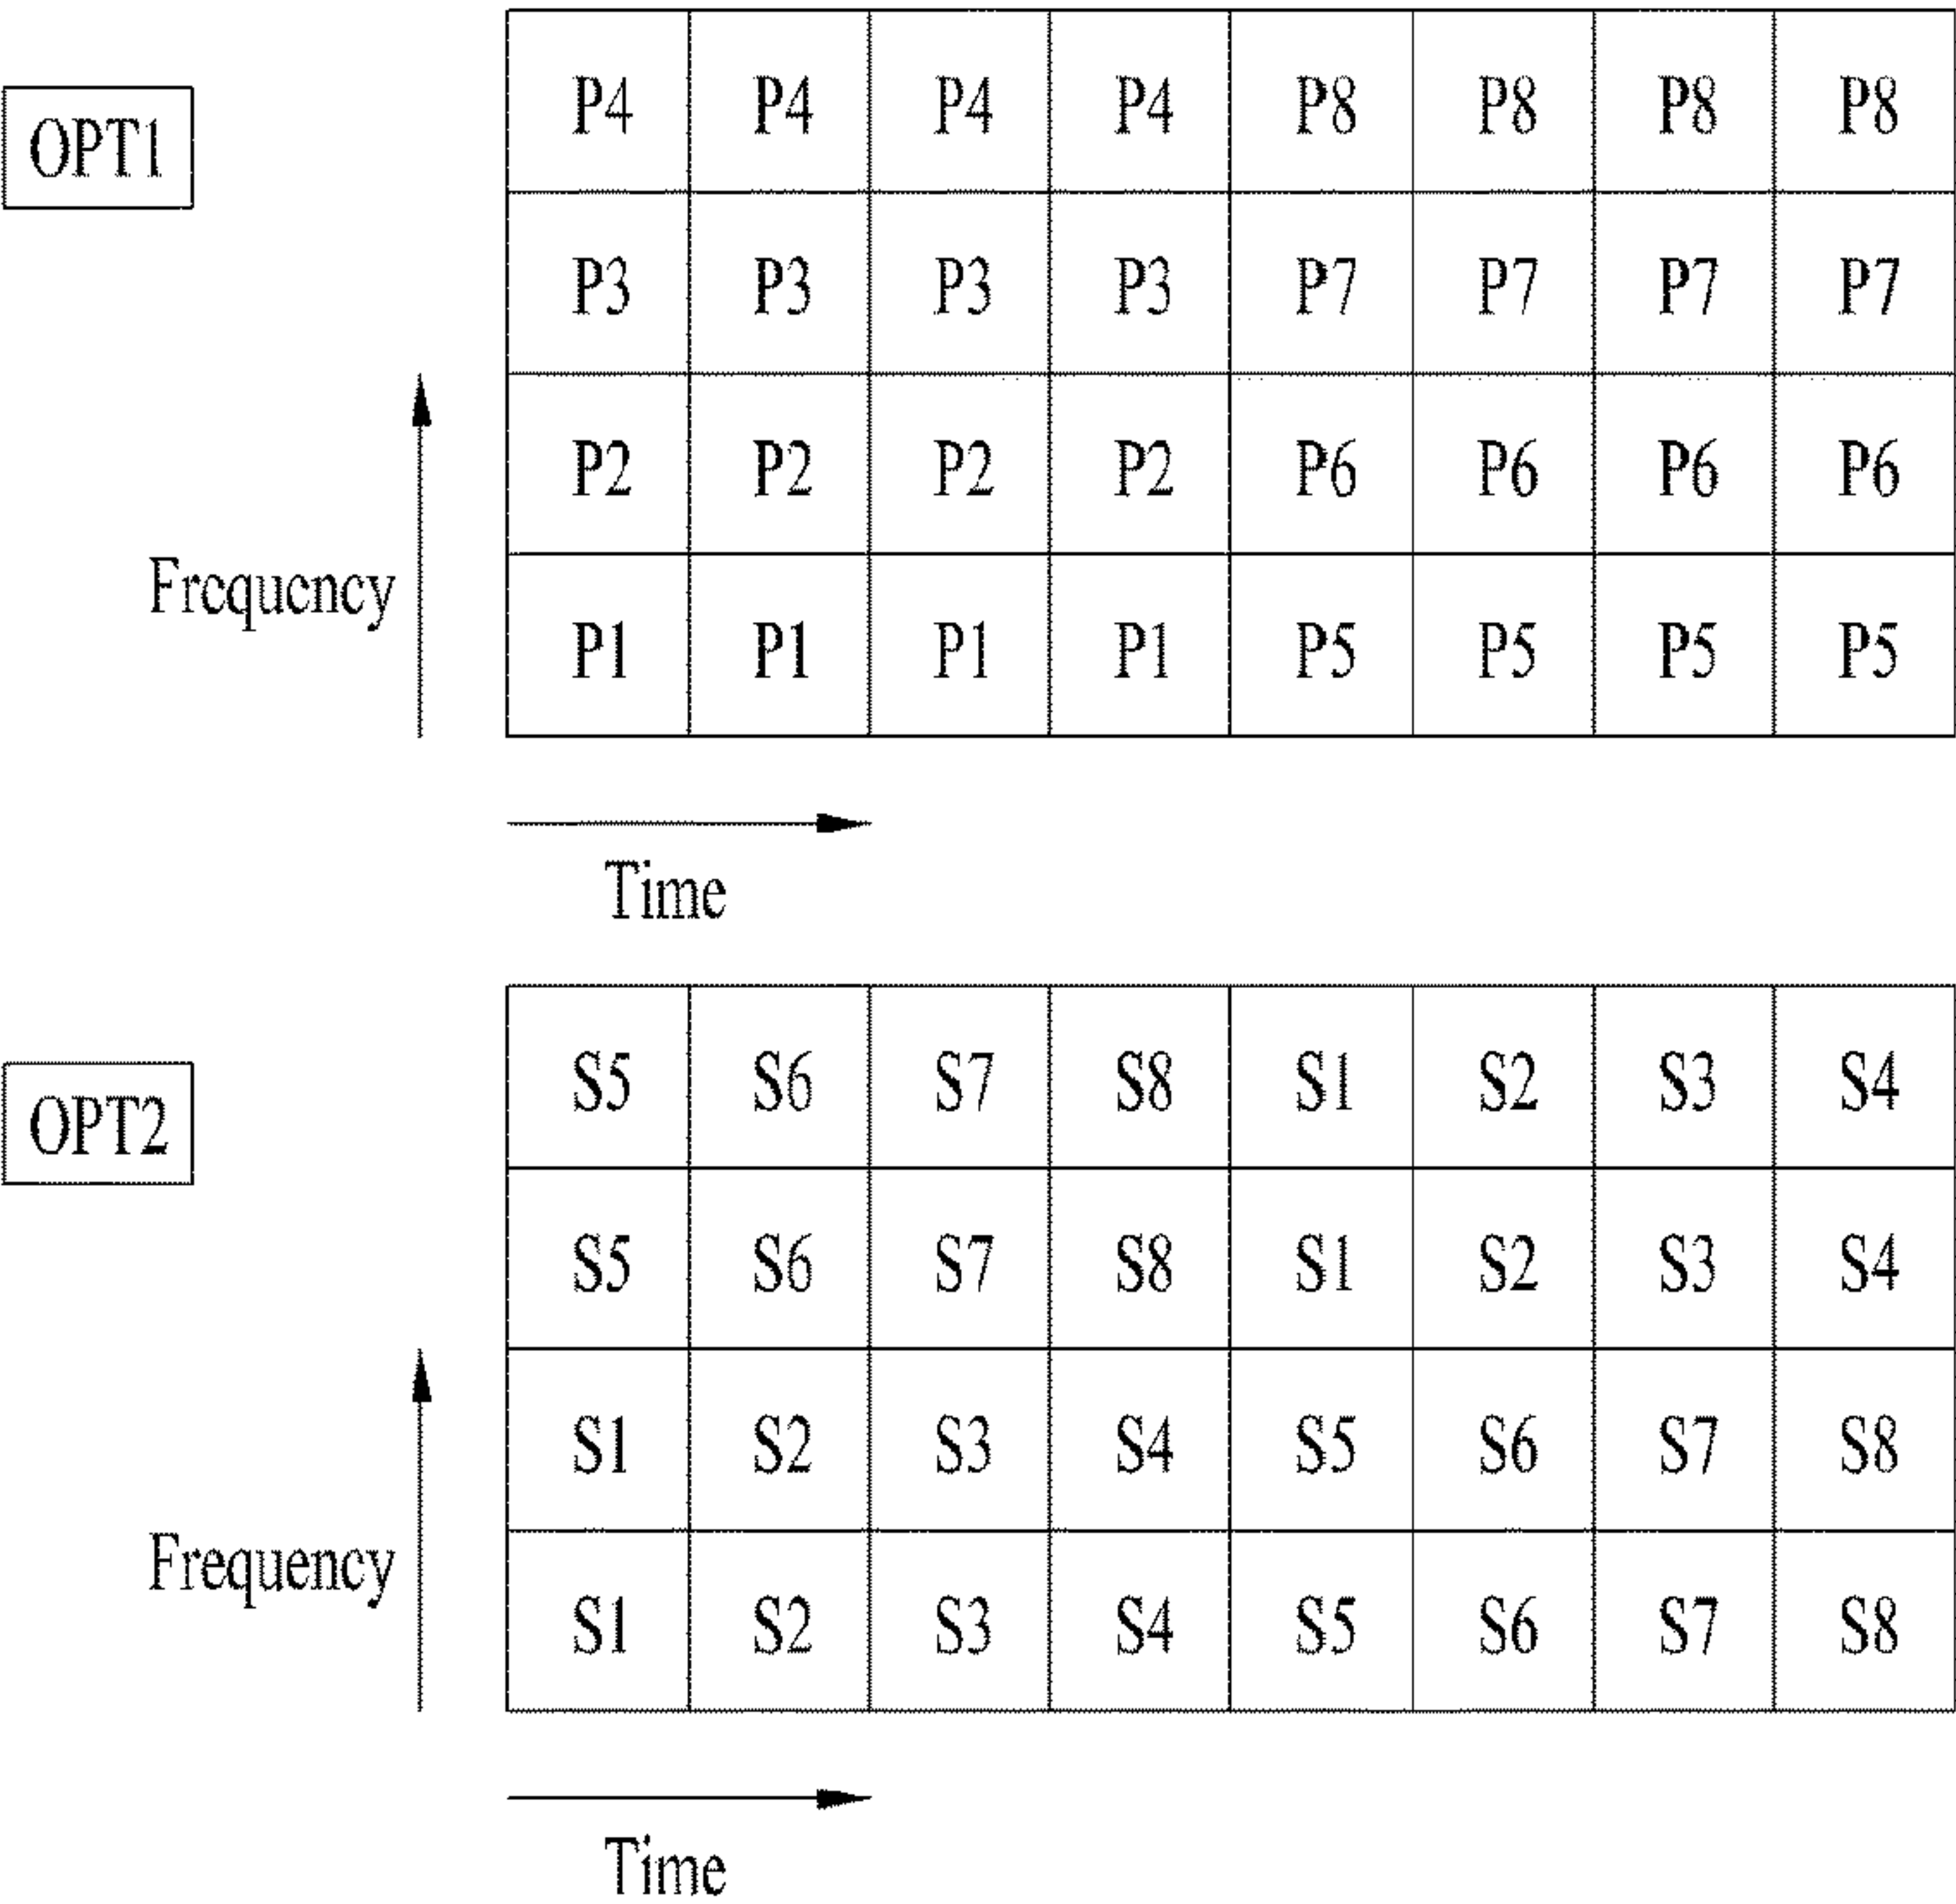 OPT1
P4 P4 P4 P4 P8 P8 P8 P8
P3 P3 P3 P3 P7 P7 P7 P7
P2 P2 P2 P2 P6 P6 P6 P6
Frequency
P1 P1 P1 P1 P5 P5 P5 P5
Time
OPT2
S5 S6 S7 S8 S1 S2 S3 S4
S5 S6 S7 S8 S1 S2 S3 S4
S1 S2 S3 S4 S5 S6 S7 S8
Frequency
S1 S2 S3 S4 S5 S6 S7 S8
Time